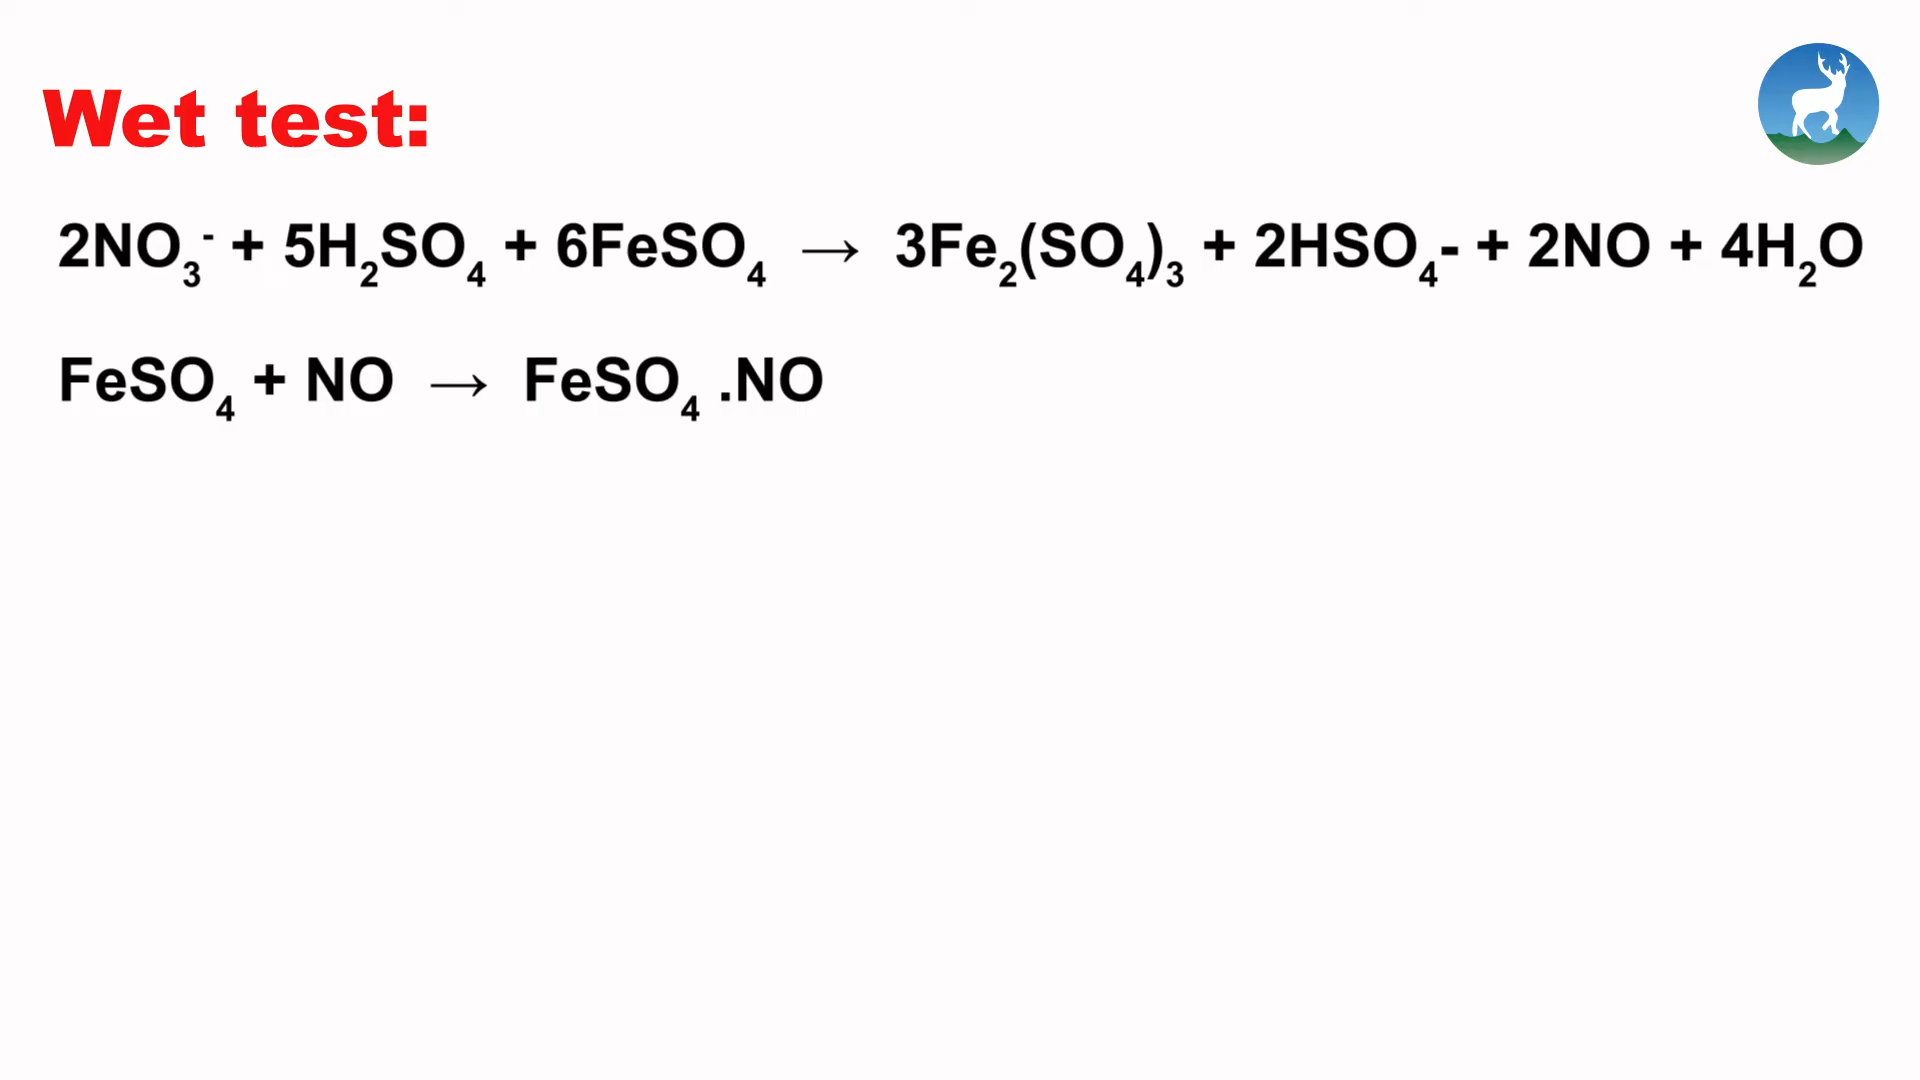 Wet test:
2NO₃⁻ + 5H₂SO₄ + 6FeSO₄ → 3Fe₂(SO₄)₃ + 2HSO₄- + 2NO + 4H₂O
FeSO₄ + NO → FeSO₄ .NO